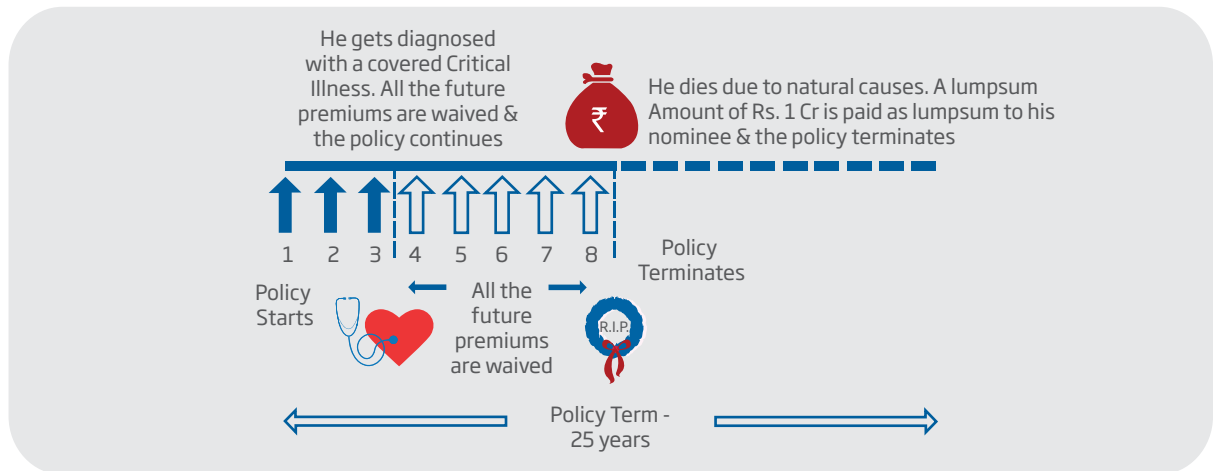 He gets diagnosed
with a covered Critical
Illness. All the future
premiums are waived &
the policy continues
₹
He dies due to natural causes. A lumpsum
Amount of Rs. 1 Cr is paid as lumpsum to his
nominee & the policy terminates
1 2 3 4 5 6 7 8
Policy
Starts
All the
future
premiums
are waived
R.I.P.
Policy
Terminates
Policy Term -
25 years